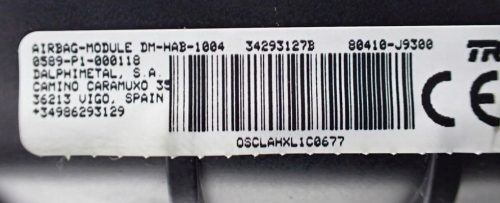 AIRBAG-MODULE DM-HAB-1004 34293127B 80410-J9300
0589-P1-000118
DALPHIMETAL, S.A.
CAMINO CARAMUXO 35
36213 VIGO, SPAIN
+34986293129
CE
OSCLAHXL1C0677